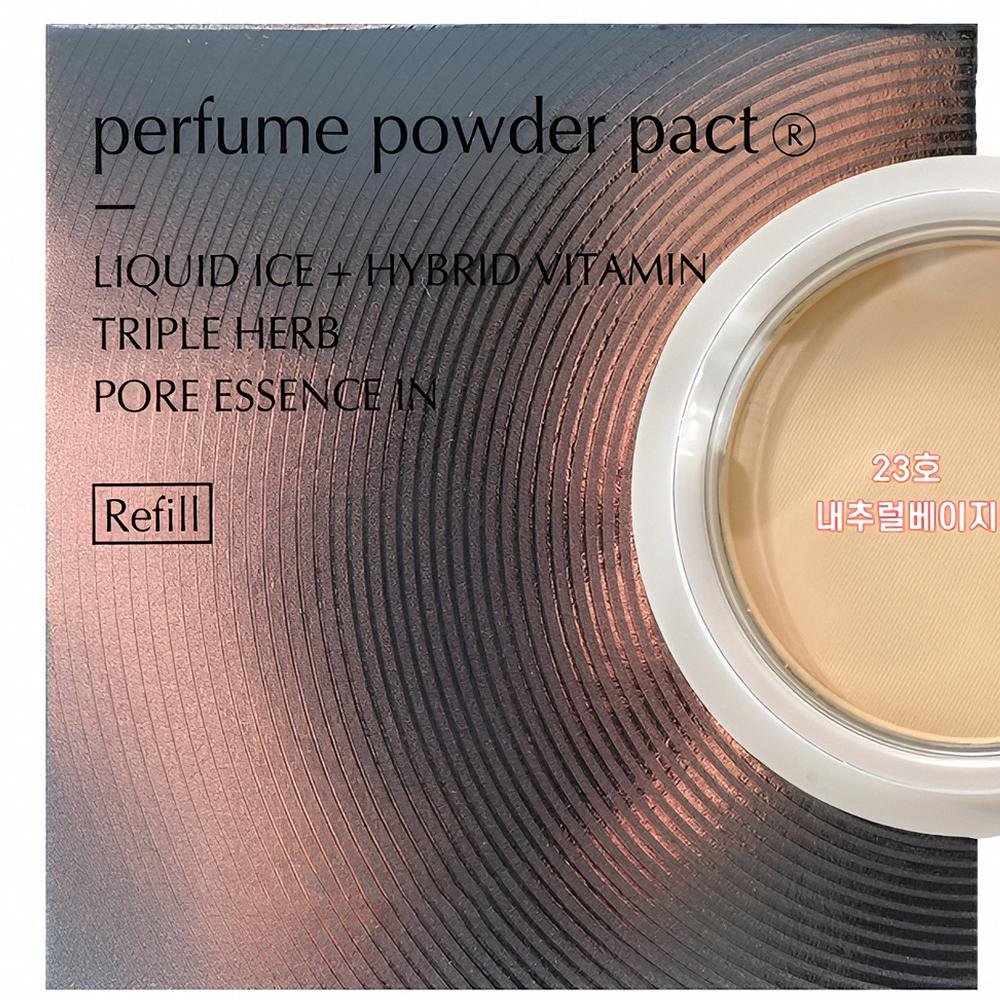 perfume powder pact®
LIQUID ICE + HYBRID VITAMIN
TRIPLE HERB
PORE ESSENCE IN
Refill
23호
내추럴베이지